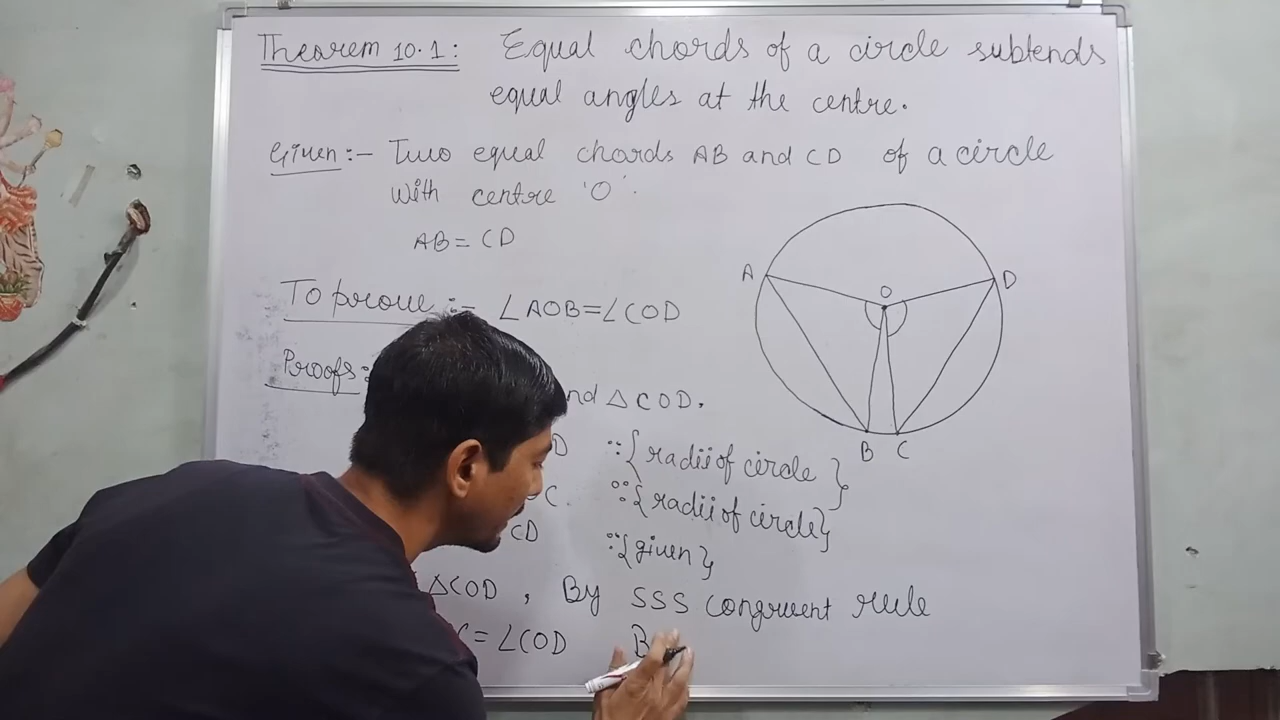 Theorem 10.1: Equal chords of a circle subtends
equal angles at the centre.
Given :- Two equal chords AB and CD of a circle
with centre 'O'.
AB = CD
To prove :- ∠AOB = ∠COD
Proofs :
nd △COD.
D ∵ {radii of circle}
C. ∵ {radii of circle}
CD ∵ {given}
△COD , By SSS congruent rule
= ∠COD B
A
O
D
B
C